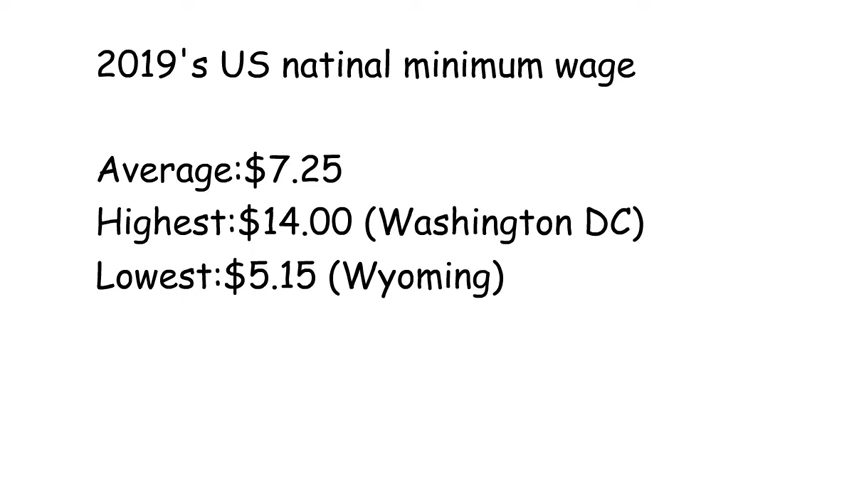 2019's US natinal minimum wage
Average:$7.25
Highest:$14.00 (Washington DC)
Lowest:$5.15 (Wyoming)